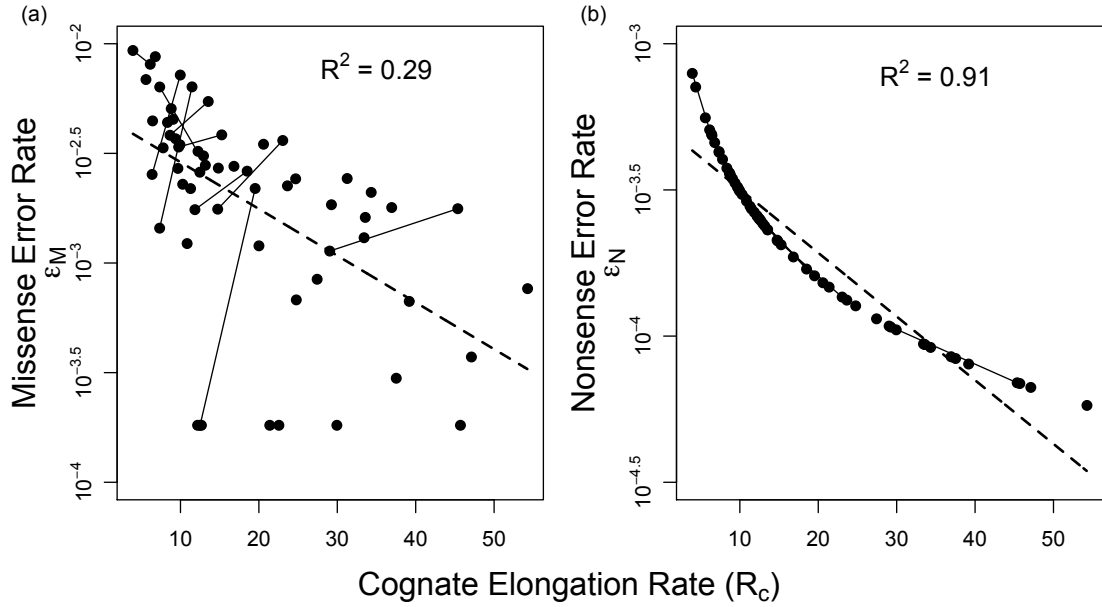 (a)
R² = 0.29
Missense Error Rate
ε_M
10⁻²
10⁻²·⁵
10⁻³
10⁻³·⁵
10⁻⁴
10 20 30 40 50
(b)
R² = 0.91
Nonsense Error Rate
ε_N
10⁻³
10⁻³·⁵
10⁻⁴
10⁻⁴·⁵
10 20 30 40 50
Cognate Elongation Rate (R_c)